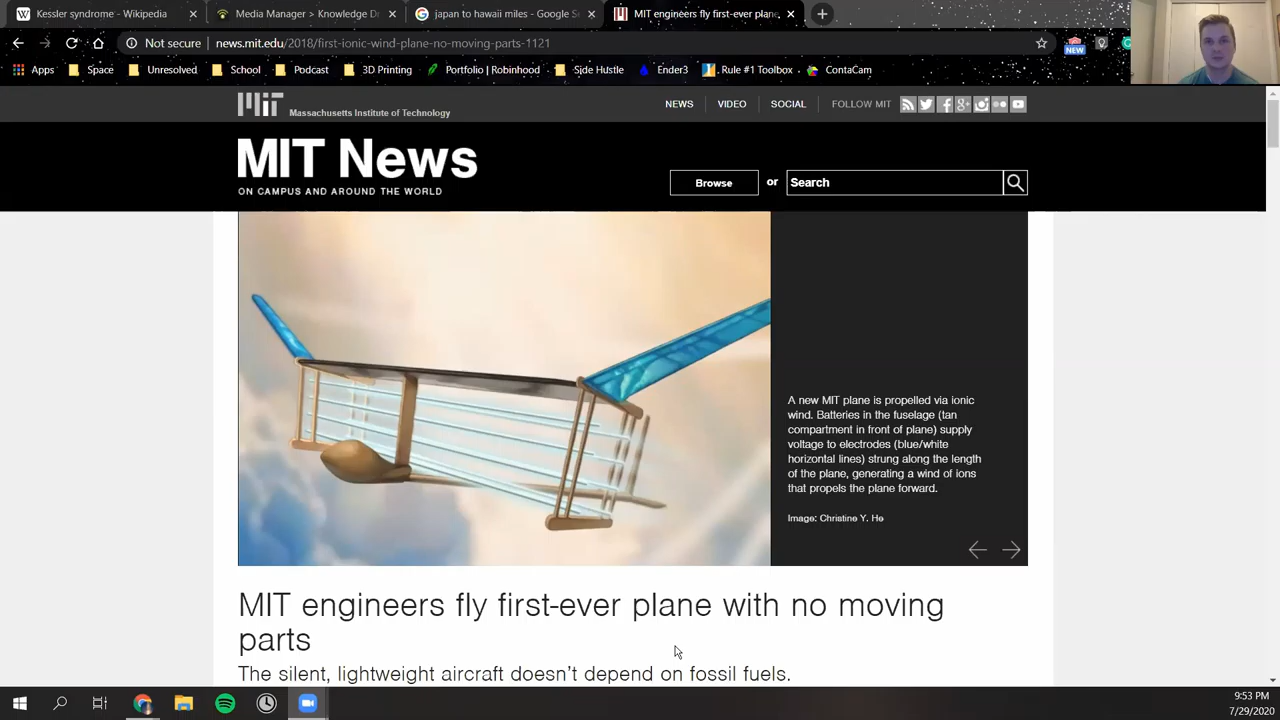 Kessler syndrome - Wikipedia
Media Manager > Knowledge D
japan to hawaii miles - Google S
MIT engineers fly first-ever plane
Not secure | news.mit.edu/2018/first-ionic-wind-plane-no-moving-parts-1121
NEW
Apps Space Unresolved School Podcast 3D Printing Portfolio | Robinhood Side Hustle Ender3 Rule #1 Toolbox ContaCam
MIT Massachusetts Institute of Technology
NEWS VIDEO SOCIAL FOLLOW MIT
MIT News
ON CAMPUS AND AROUND THE WORLD
Browse or Search
A new MIT plane is propelled via ionic
wind. Batteries in the fuselage (tan
compartment in front of plane) supply
voltage to electrodes (blue/white
horizontal lines) strung along the length
of the plane, generating a wind of ions
that propels the plane forward.
Image: Christine Y. He
MIT engineers fly first-ever plane with no moving
parts
The silent, lightweight aircraft doesn't depend on fossil fuels.
9:53 PM
7/29/2020